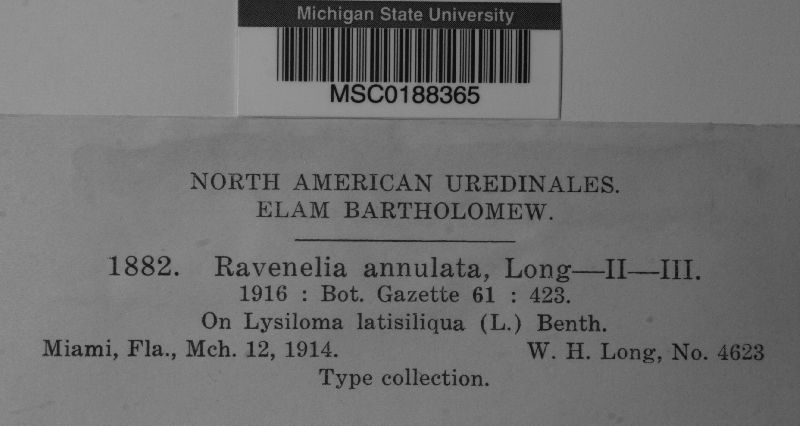 Michigan State University
MSC0188365
NORTH AMERICAN UREDINALES.
ELAM BARTHOLOMEW.
1882. Ravenelia annulata, Long—II—III.
1916 : Bot. Gazette 61 : 423.
On Lysiloma latisiliqua (L.) Benth.
Miami, Fla., Mch. 12, 1914. W. H. Long, No. 4623
Type collection.